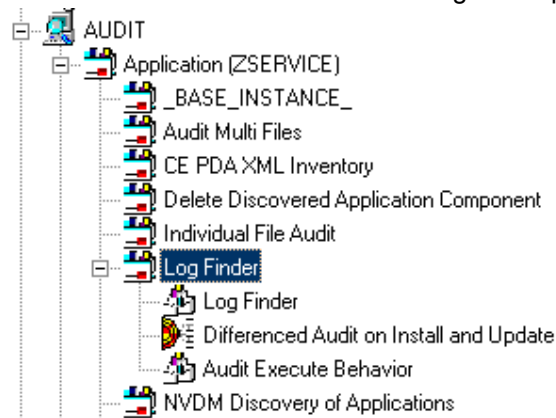 AUDIT
Application (ZSERVICE)
_BASE_INSTANCE_
Audit Multi Files
CE PDA XML Inventory
Delete Discovered Application Component
Individual File Audit
Log Finder
Log Finder
Differenced Audit on Install and Update
Audit Execute Behavior
NVDM Discovery of Applications